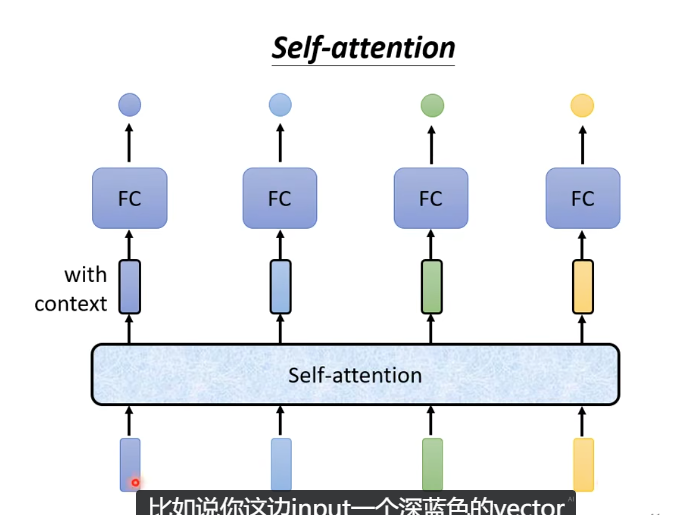 Self-attention
FC FC FC FC
with
context
Self-attention
比如说你这边input一个深蓝色的vector
AI